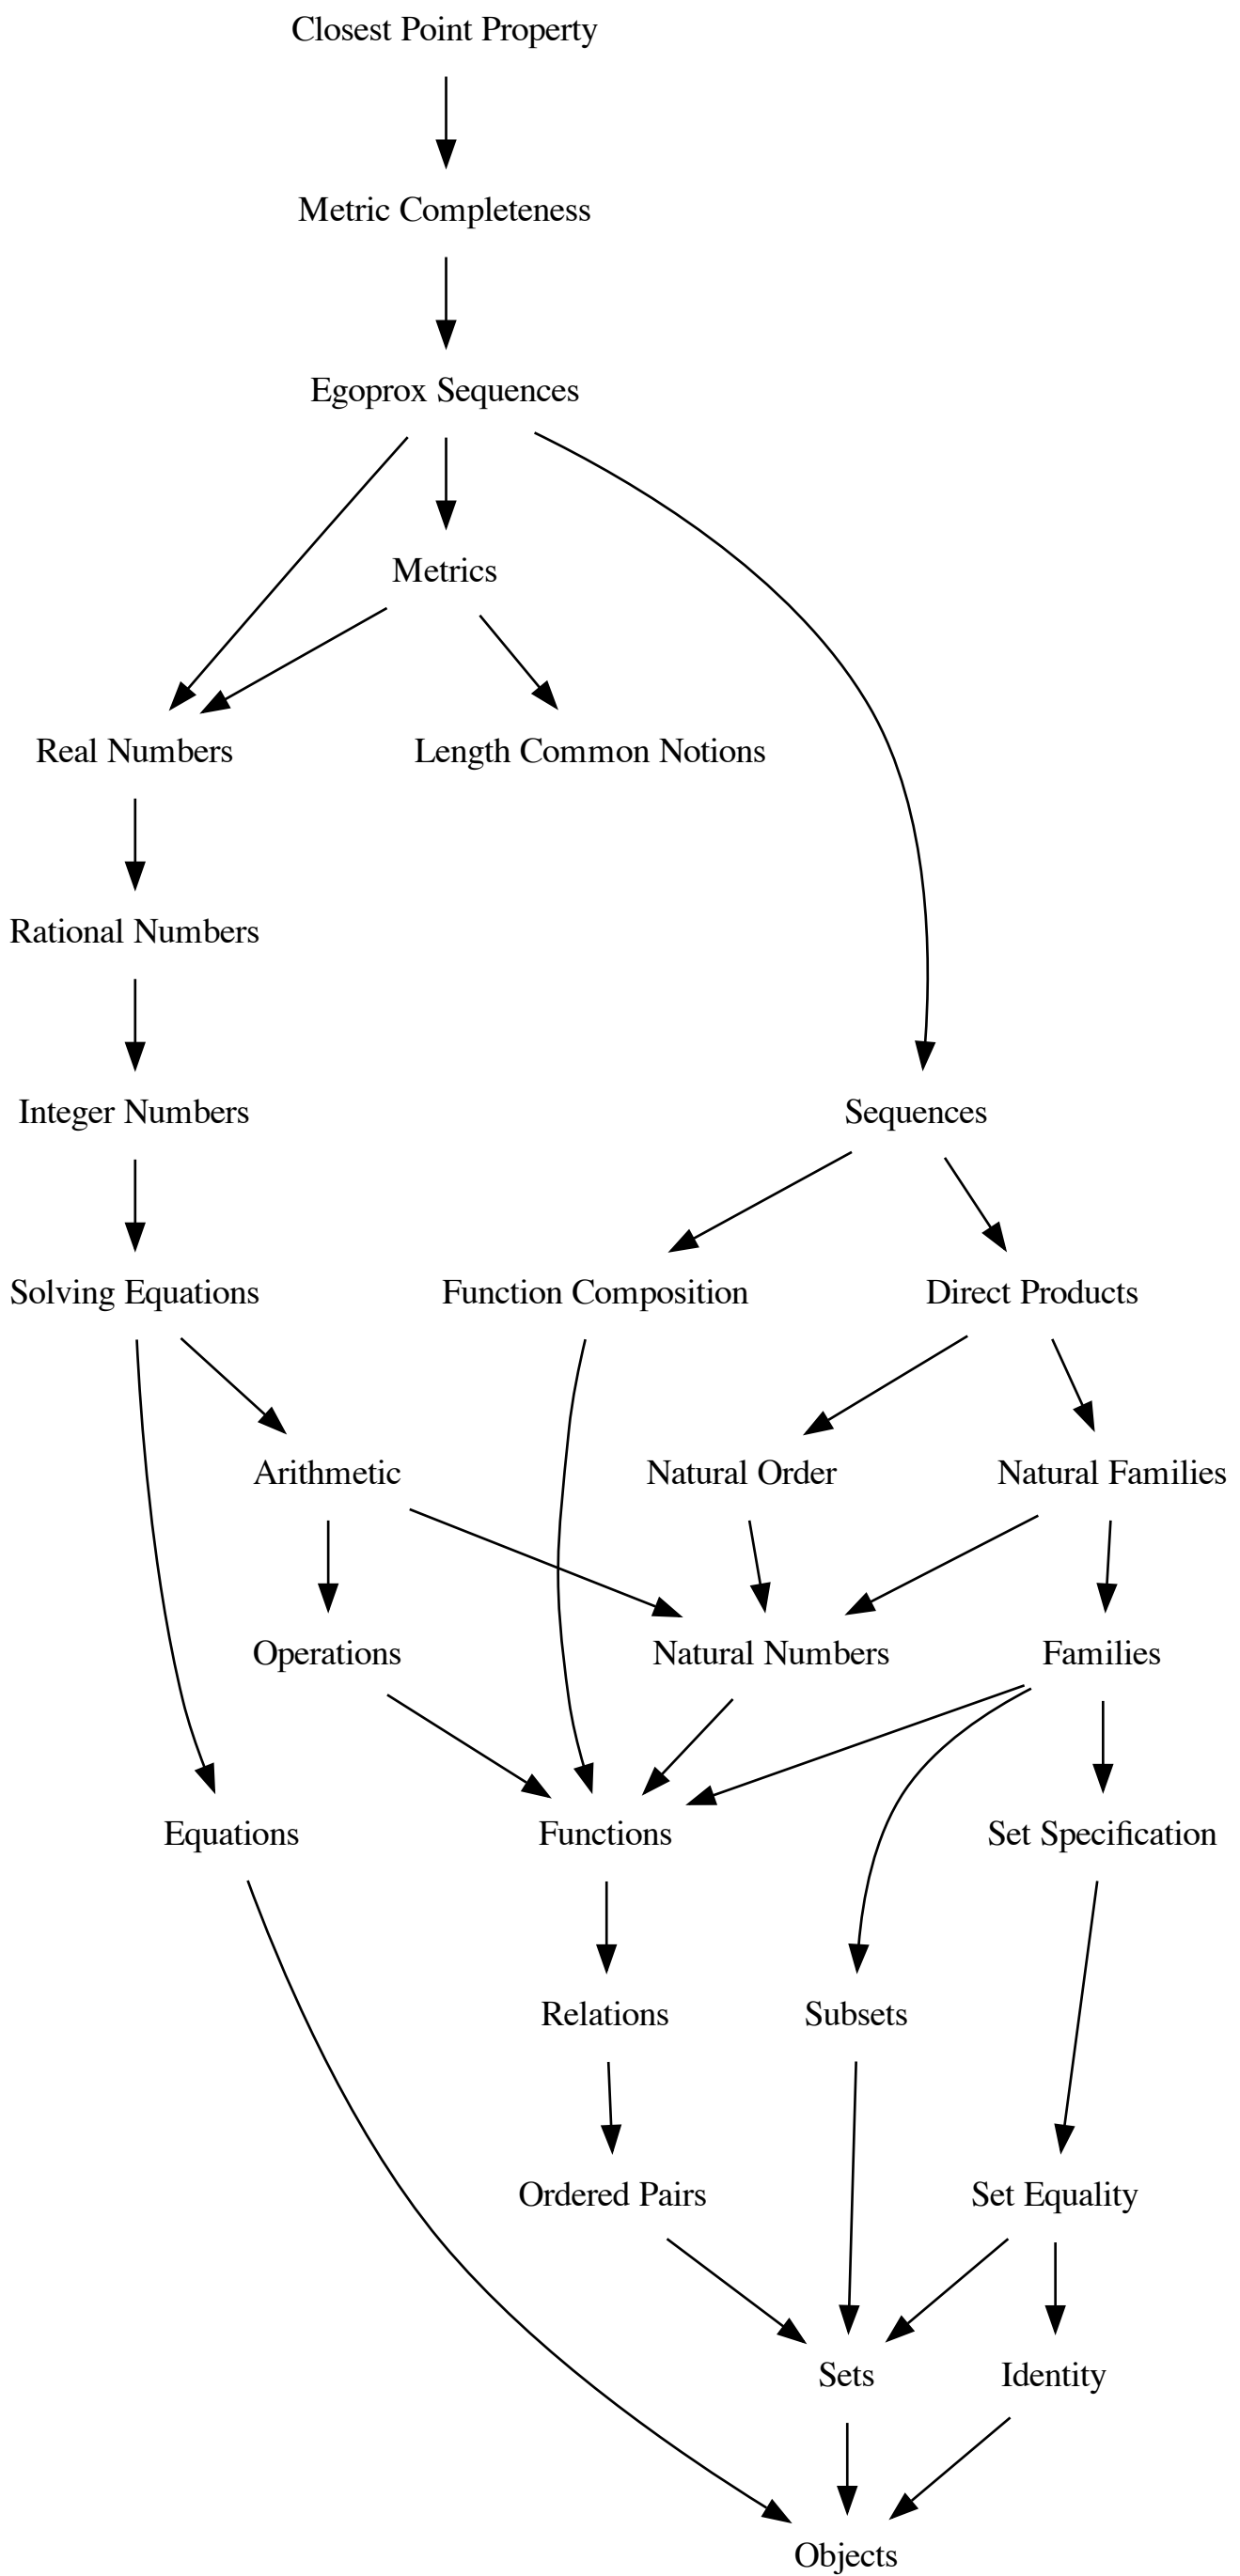 Closest Point Property
Metric Completeness
Egoprox Sequences
Metrics
Real Numbers
Length Common Notions
Rational Numbers
Integer Numbers
Sequences
Solving Equations
Function Composition
Direct Products
Arithmetic
Natural Order
Natural Families
Operations
Natural Numbers
Families
Equations
Functions
Set Specification
Relations
Subsets
Ordered Pairs
Set Equality
Sets
Identity
Objects